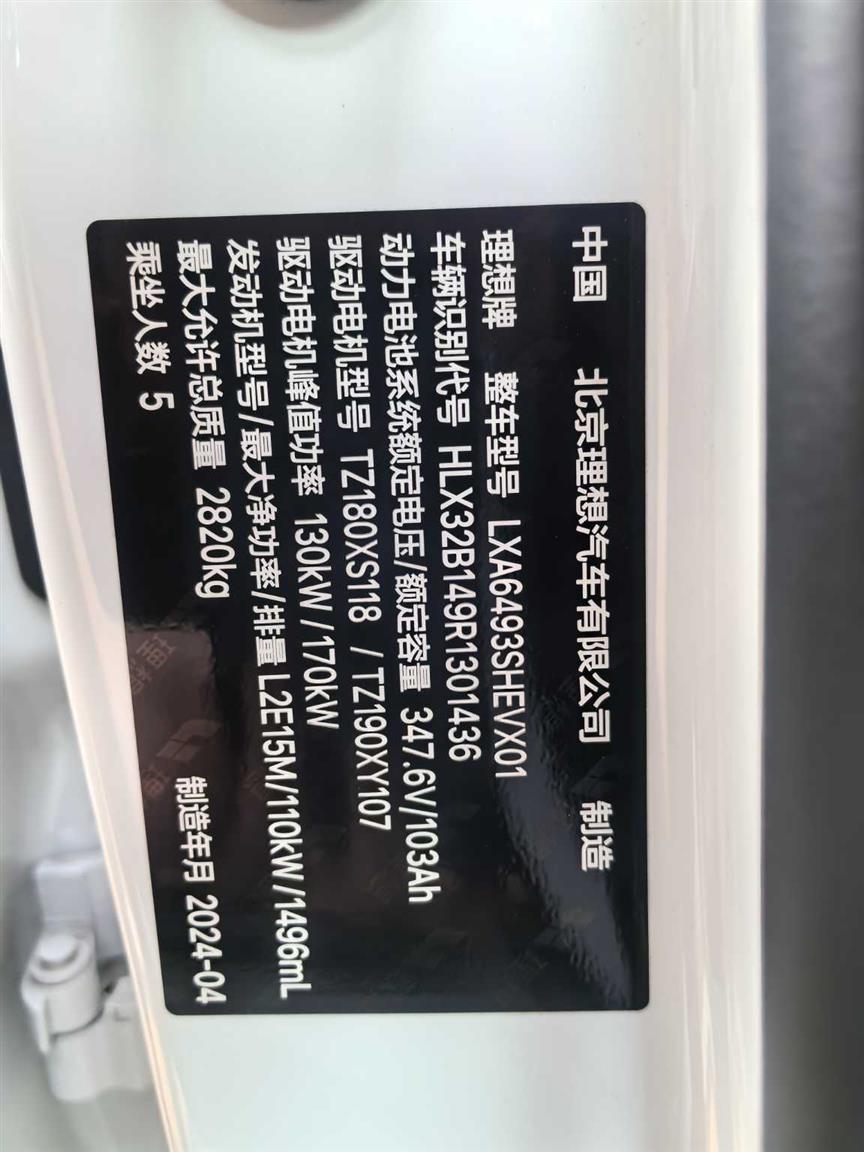 中国 北京理想汽车有限公司 制造
理想牌 整车型号 LXA6493SHEVX01
车辆识别代号 HLX32B149R1301436
动力电池系统额定电压/额定容量 347.6V/103Ah
驱动电机型号 TZ180XS118 / TZ190XY107
驱动电机峰值功率 130kW/170kW
发动机型号/最大净功率/排量 L2E15M/110kW/1496mL
最大允许总质量 2820kg 制造年月 2024-04
乘坐人数 5